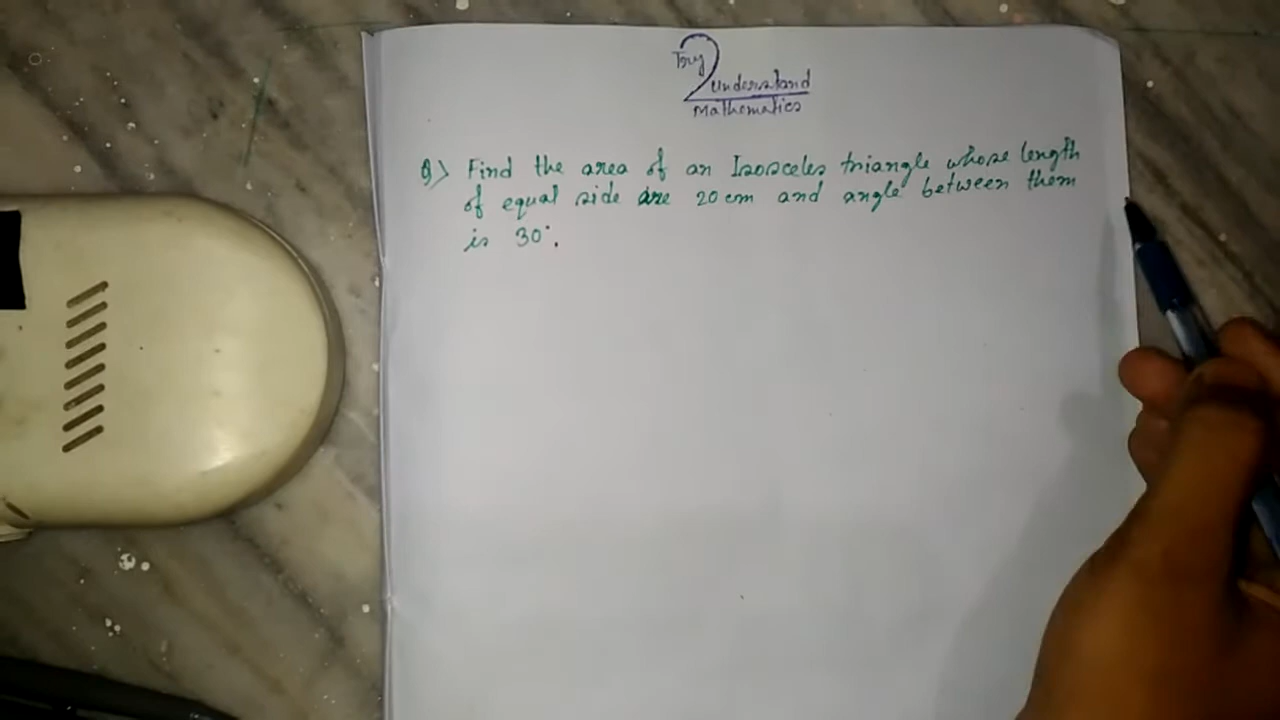 Try
2
Understand
Mathematics
Q> Find the area of an Isosceles triangle whose length
of equal side are 20 cm and angle between them
is 30°.